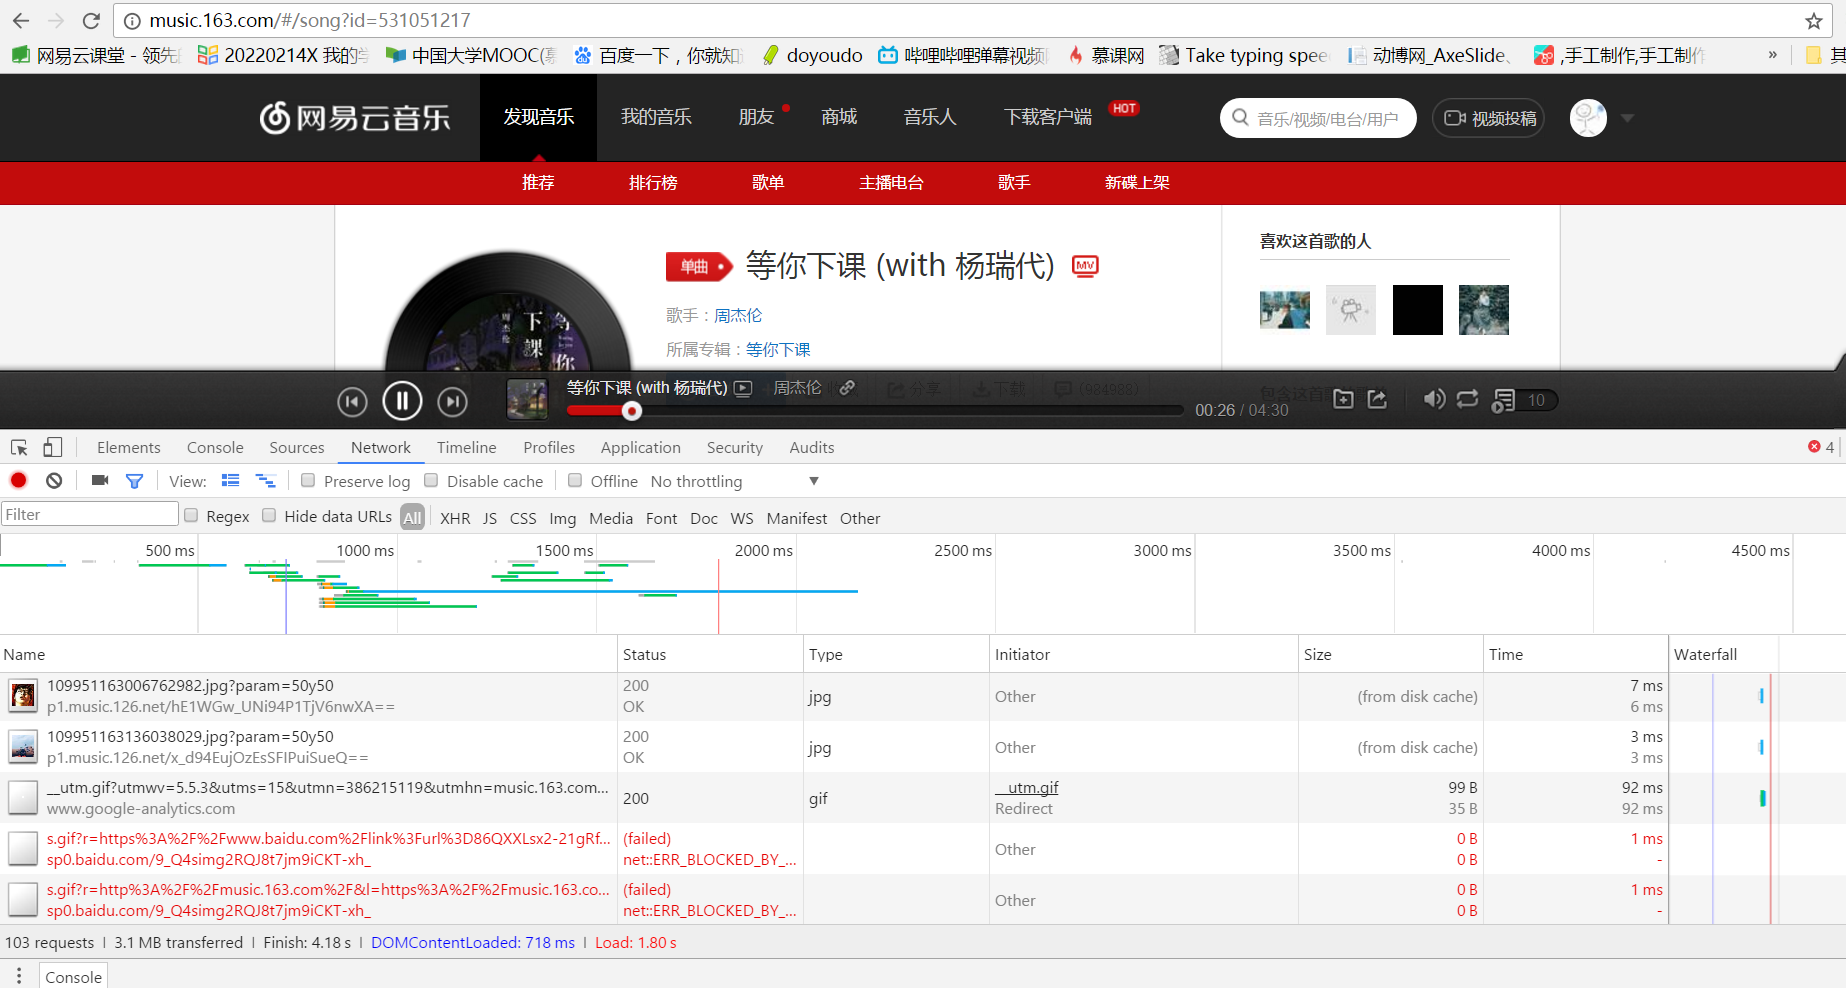 music.163.com/#/song?id=531051217
网易云课堂 - 领先 20220214X 我的学 中国大学MOOC(慕 百度一下，你就知道 doyoudo 哔哩哔哩弹幕视频 慕课网 Take typing spee 动博网_AxeSlide、 ,手工制作,手工制作 » 其
网易云音乐 发现音乐 我的音乐 朋友 商城 音乐人 下载客户端 HOT 音乐/视频/电台/用户 视频投稿
推荐 排行榜 歌单 主播电台 歌手 新碟上架
单曲 等你下课 (with 杨瑞代) MV
歌手：周杰伦
所属专辑：等你下课
喜欢这首歌的人
周杰伦 下課 等你
等你下课 (with 杨瑞代) 周杰伦
分享 下载 (984988)
00:26 / 04:30 10
Elements Console Sources Network Timeline Profiles Application Security Audits 4
View: Preserve log Disable cache Offline No throttling
Filter Regex Hide data URLs All XHR JS CSS Img Media Font Doc WS Manifest Other
500 ms 1000 ms 1500 ms 2000 ms 2500 ms 3000 ms 3500 ms 4000 ms 4500 ms
Name Status Type Initiator Size Time Waterfall
109951163006762982.jpg?param=50y50 200 jpg Other (from disk cache) 7 ms
p1.music.126.net/hE1WGw_UNi94P1TjV6nwXA== OK 6 ms
109951163136038029.jpg?param=50y50 200 jpg Other (from disk cache) 3 ms
p1.music.126.net/x_d94EujOzEsSFIPuiSueQ== OK 3 ms
__utm.gif?utmwv=5.5.3&utms=15&utmn=386215119&utmhn=music.163.com... 200 gif __utm.gif 99 B 92 ms
www.google-analytics.com Redirect 35 B 92 ms
s.gif?r=https%3A%2F%2Fwww.baidu.com%2Flink%3Furl%3D86QXXLsx2-21gRf... (failed) Other 0 B 1 ms
sp0.baidu.com/9_Q4simg2RQJ8t7jm9iCKT-xh_ net::ERR_BLOCKED_BY_... 0 B -
s.gif?r=http%3A%2F%2Fmusic.163.com%2F&l=https%3A%2F%2Fmusic.163.co... (failed) Other 0 B 1 ms
sp0.baidu.com/9_Q4simg2RQJ8t7jm9iCKT-xh_ net::ERR_BLOCKED_BY_... 0 B -
103 requests | 3.1 MB transferred | Finish: 4.18 s | DOMContentLoaded: 718 ms | Load: 1.80 s
Console